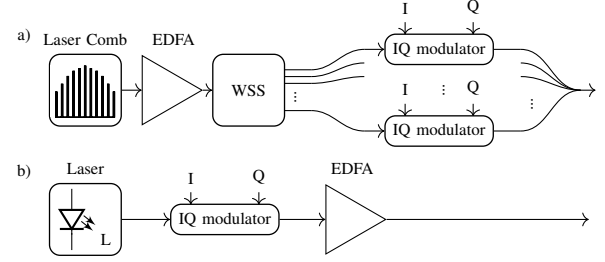 I Q
a) Laser Comb EDFA
IQ modulator
WSS
I ... Q
...
...
IQ modulator
b) Laser EDFA
I Q
IQ modulator
L